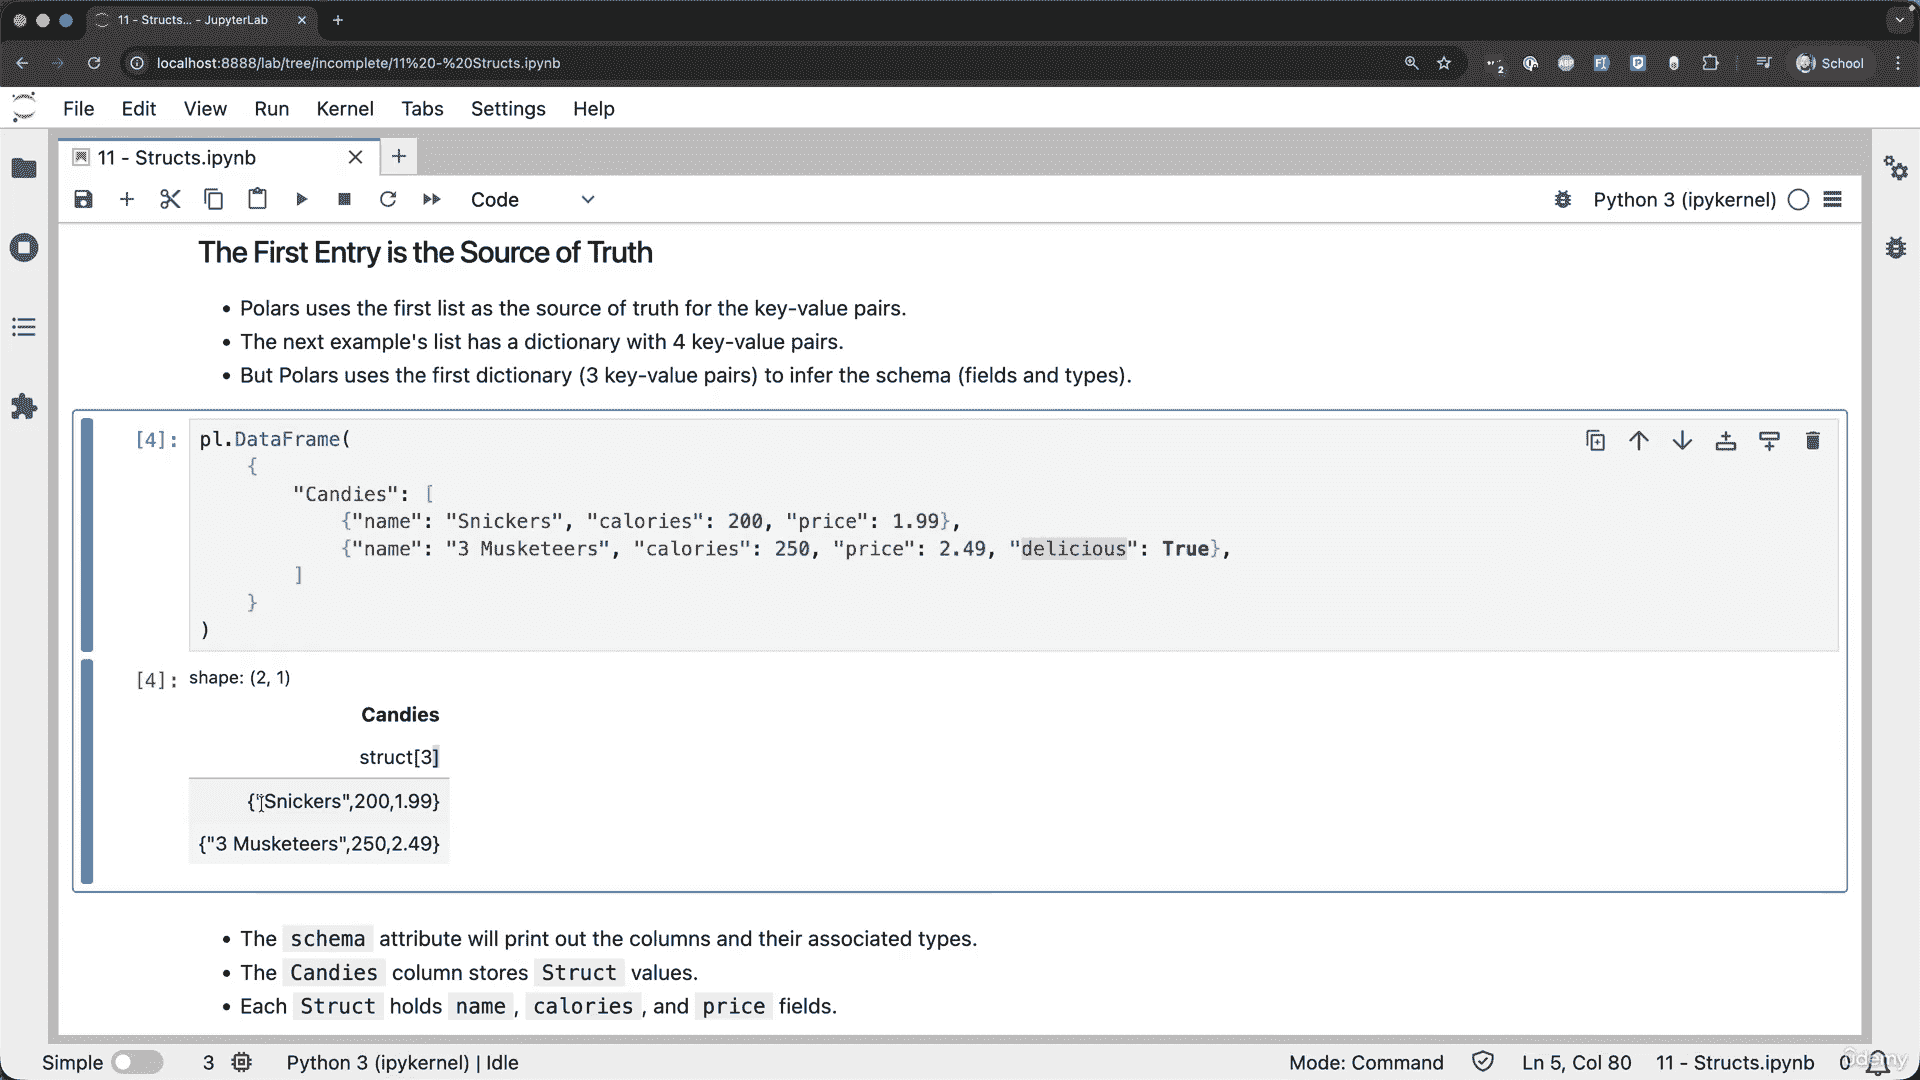 11 - Structs... - JupyterLab
localhost:8888/lab/tree/incomplete/11%20-%20Structs.ipynb
2
ABP
School
File Edit View Run Kernel Tabs Settings Help
11 - Structs.ipynb
Code
Python 3 (ipykernel)
The First Entry is the Source of Truth
• Polars uses the first list as the source of truth for the key-value pairs.
• The next example's list has a dictionary with 4 key-value pairs.
• But Polars uses the first dictionary (3 key-value pairs) to infer the schema (fields and types).
[4]: pl.DataFrame(
{
"Candies": [
{"name": "Snickers", "calories": 200, "price": 1.99},
{"name": "3 Musketeers", "calories": 250, "price": 2.49, "delicious": True},
]
}
)
[4]: shape: (2, 1)
Candies
struct[3]
{"Snickers",200,1.99}
{"3 Musketeers",250,2.49}
• The schema attribute will print out the columns and their associated types.
• The Candies column stores Struct values.
• Each Struct holds name , calories , and price fields.
Simple 3 Python 3 (ipykernel) | Idle Mode: Command Ln 5, Col 80 11 - Structs.ipynb 0
ûdemy